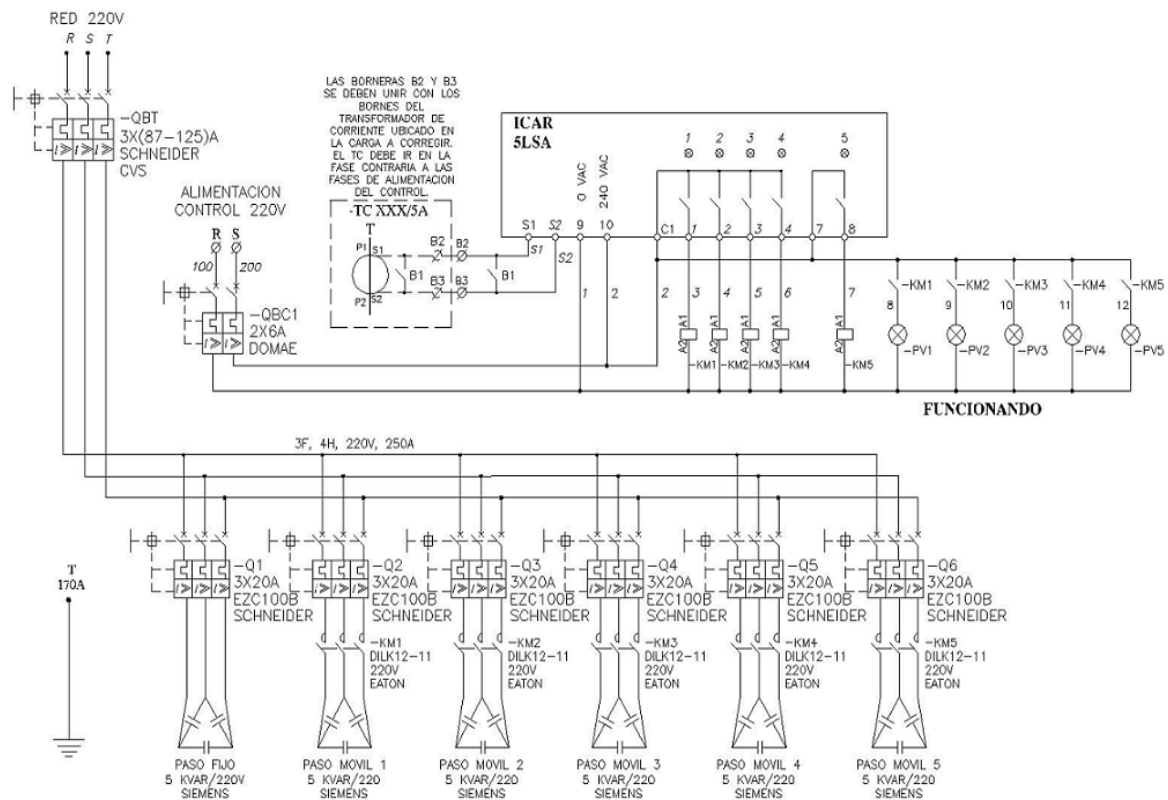 RED 220V
R S T
-QBT
3X(87-125)A
SCHNEIDER
CVS
ALIMENTACION
CONTROL 220V
R S
100 200
-QBC1
2X6A
DOMAE
LAS BORNERAS B2 Y B3
SE DEBEN UNIR CON LOS
BORNES DEL
TRANSFORMADOR DE
CORRIENTE UBICADO EN
LA CARGA A CORREGIR.
EL TC DEBE IR EN LA
FASE CONTRARIA A LAS
FASES DE ALIMENTACION
DEL CONTROL.
-TC XXX/5A
T
P1 S1
P2 S2
B1
B2 B2
B3 B3
B1
ICAR
5LSA
1 2 3 4 5
0 VAC
240 VAC
S1 S2 9 10 C1 1 2 3 4 7 8
S1 S2
1 2 2 3 4 5 6 7
A1 A1 A1 A1 A1
A2 A2 A2 A2 A2
-KM1 -KM2 -KM3 -KM4 -KM5
-KM1 -KM2 -KM3 -KM4 -KM5
8 9 10 11 12
-PV1 -PV2 -PV3 -PV4 -PV5
FUNCIONANDO
3F, 4H, 220V, 250A
T
170A
-Q1
3X20A
EZC100B
SCHNEIDER
-Q2
3X20A
EZC100B
SCHNEIDER
-Q3
3X20A
EZC100B
SCHNEIDER
-Q4
3X20A
EZC100B
SCHNEIDER
-Q5
3X20A
EZC100B
SCHNEIDER
-Q6
3X20A
EZC100B
SCHNEIDER
-KM1
DILK12-11
220V
EATON
-KM2
DILK12-11
220V
EATON
-KM3
DILK12-11
220V
EATON
-KM4
DILK12-11
220V
EATON
-KM5
DILK12-11
220V
EATON
PASO FIJO
5 KVAR/220V
SIEMENS
PASO MOVIL 1
5 KVAR/220
SIEMENS
PASO MOVIL 2
5 KVAR/220
SIEMENS
PASO MOVIL 3
5 KVAR/220
SIEMENS
PASO MOVIL 4
5 KVAR/220
SIEMENS
PASO MOVIL 5
5 KVAR/220
SIEMENS